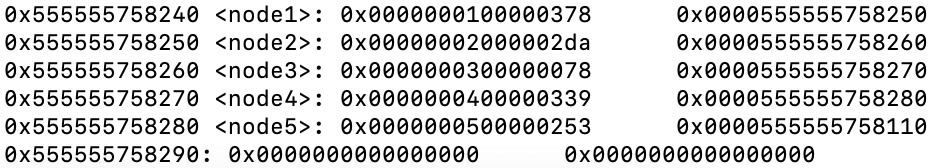 0x555555758240 <node1>: 0x0000000100000378 0x0000555555758250
0x555555758250 <node2>: 0x00000002000002da 0x0000555555758260
0x555555758260 <node3>: 0x0000000300000078 0x0000555555758270
0x555555758270 <node4>: 0x0000000400000339 0x0000555555758280
0x555555758280 <node5>: 0x0000000500000253 0x0000555555758110
0x555555758290: 0x0000000000000000 0x0000000000000000